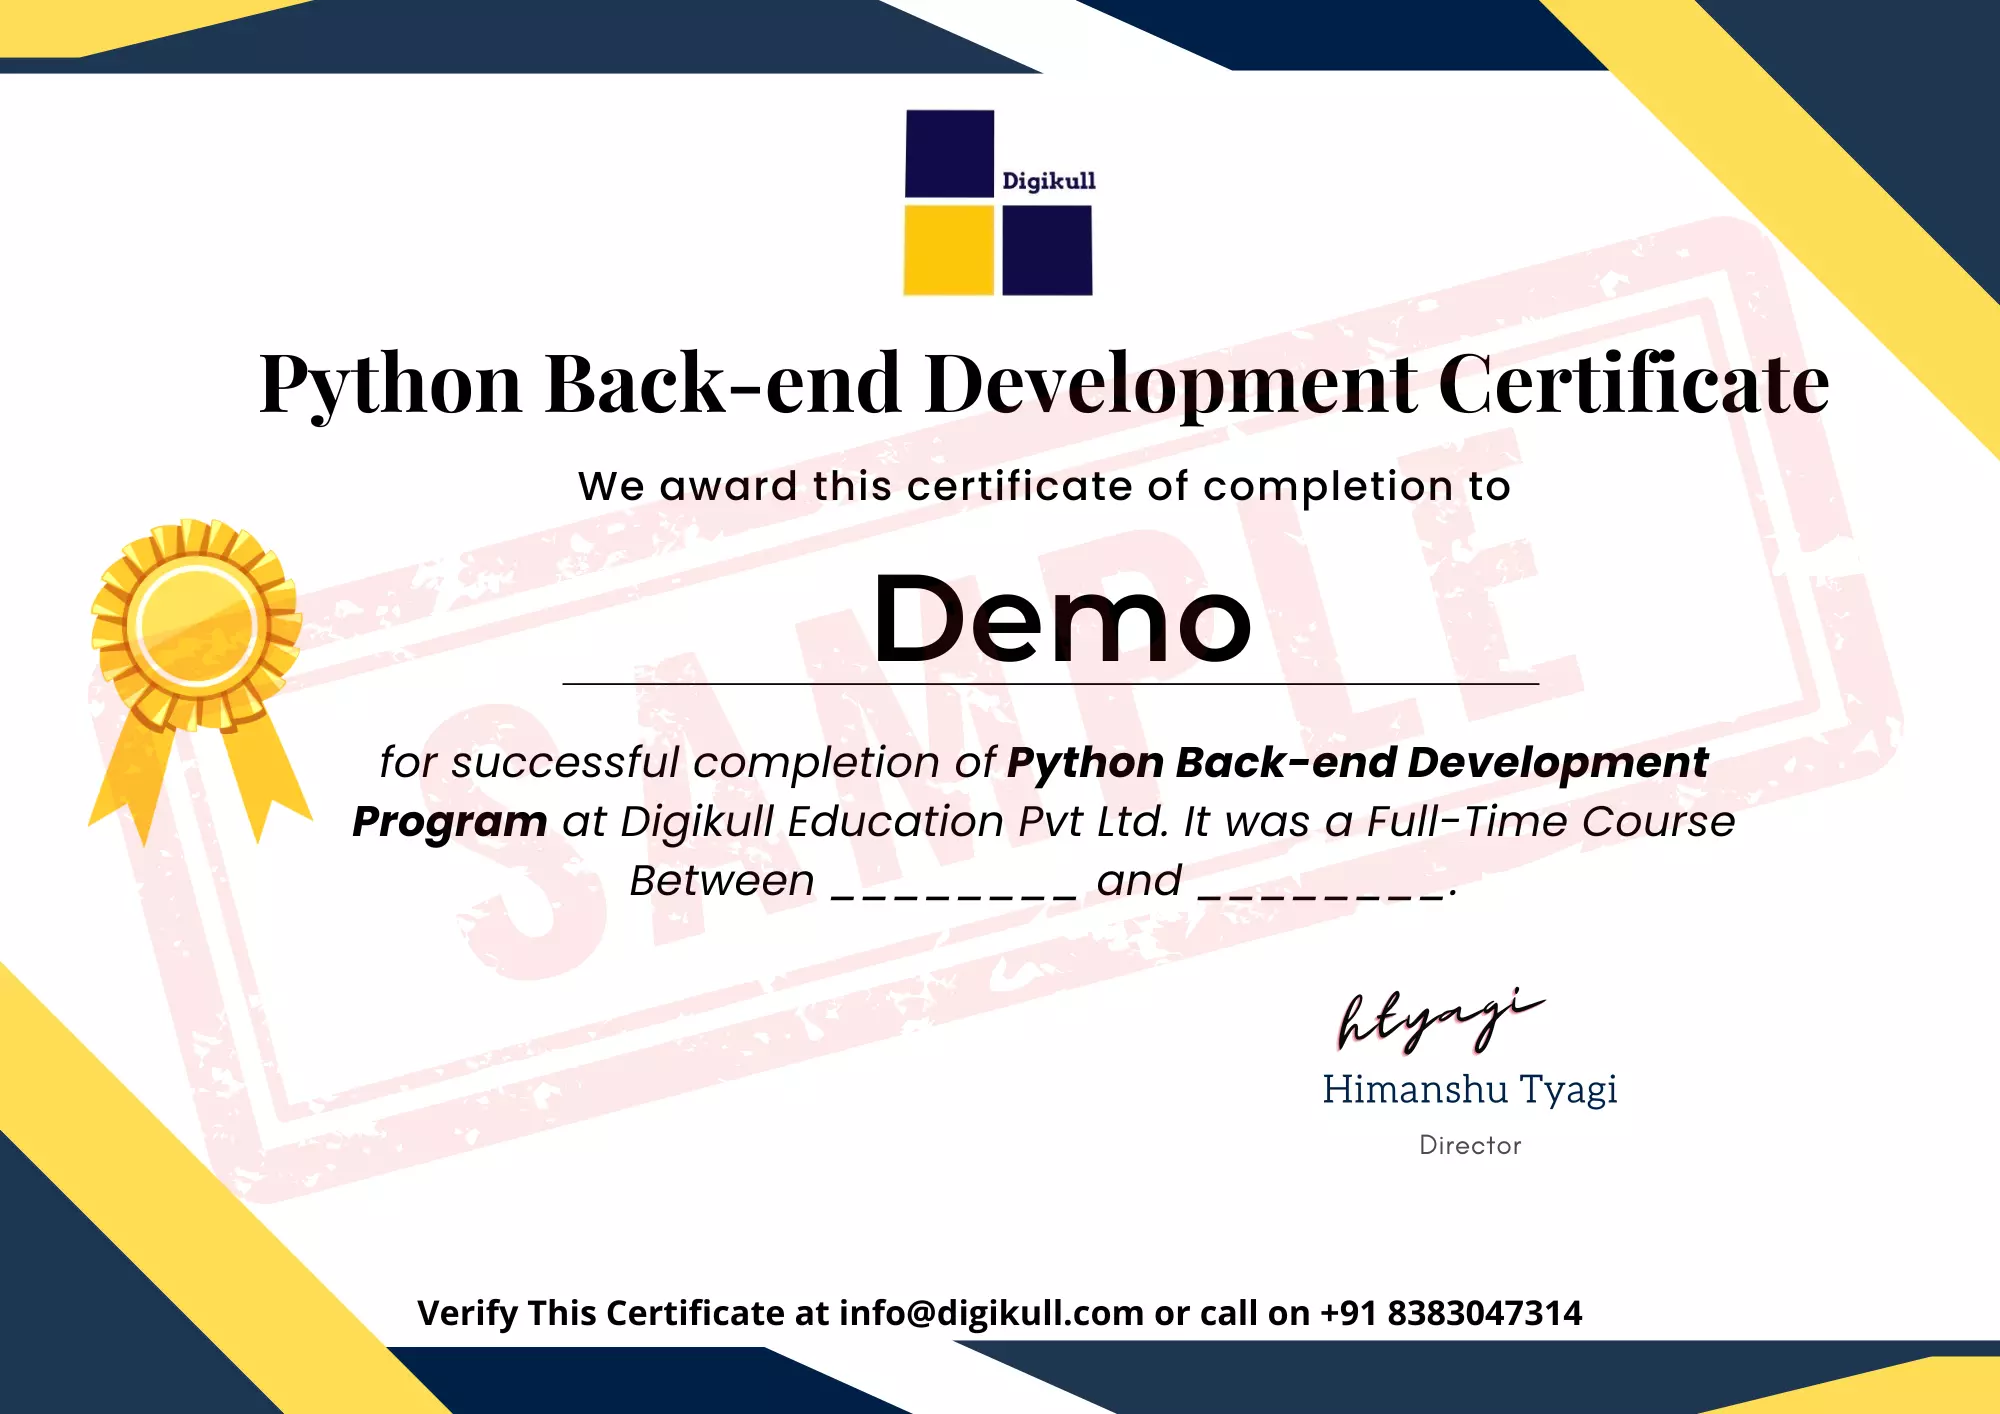 Digikull
Python Back-end Development Certificate
We award this certificate of completion to
Demo
SAMPLE
for successful completion of Python Back-end Development
Program at Digikull Education Pvt Ltd. It was a Full-Time Course
Between ________ and ________.
htyagi
Himanshu Tyagi
Director
Verify This Certificate at info@digikull.com or call on +91 8383047314